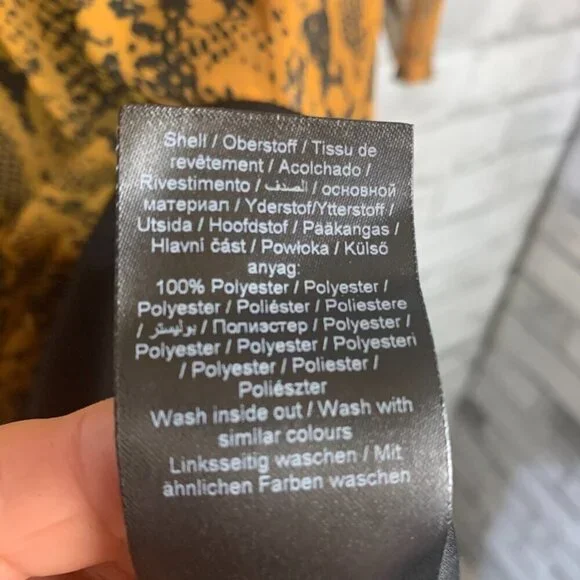 Shell / Oberstoff / Tissu de
revêtement / Acolchado /
Rivestimento / الصدف / основной
материал / Yderstof/Ytterstoff /
Utsida / Hoofdstof / Pääkangas /
Hlavní část / Powłoka / Külső
anyag:
100% Polyester / Polyester /
Polyester / Poliéster / Poliestere
/ بوليستر / Полиэстер / Polyester /
Polyester / Polyester / Polyesteri
/ Polyester / Poliester /
Poliészter
Wash inside out / Wash with
similar colours
Linksseitig waschen / Mit
ähnlichen Farben waschen